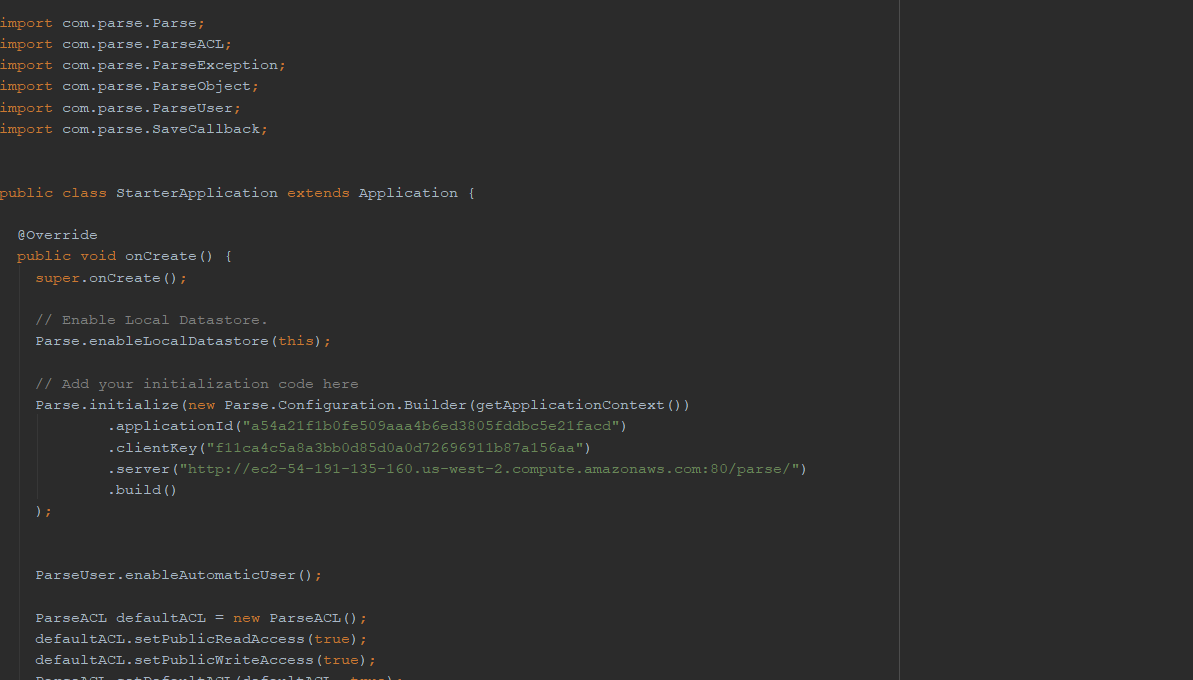 import com.parse.Parse;
import com.parse.ParseACL;
import com.parse.ParseException;
import com.parse.ParseObject;
import com.parse.ParseUser;
import com.parse.SaveCallback;
public class StarterApplication extends Application {
@Override
public void onCreate() {
super.onCreate();
// Enable Local Datastore.
Parse.enableLocalDatastore(this);
// Add your initialization code here
Parse.initialize(new Parse.Configuration.Builder(getApplicationContext())
.applicationId("a54a21f1b0fe509aaa4b6ed3805fddbc5e21facd")
.clientKey("f11ca4c5a8a3bb0d85d0a0d72696911b87a156aa")
.server("http://ec2-54-191-135-160.us-west-2.compute.amazonaws.com:80/parse/")
.build()
);
ParseUser.enableAutomaticUser();
ParseACL defaultACL = new ParseACL();
defaultACL.setPublicReadAccess(true);
defaultACL.setPublicWriteAccess(true);
ParseACL.setDefaultACL(defaultACL, true);